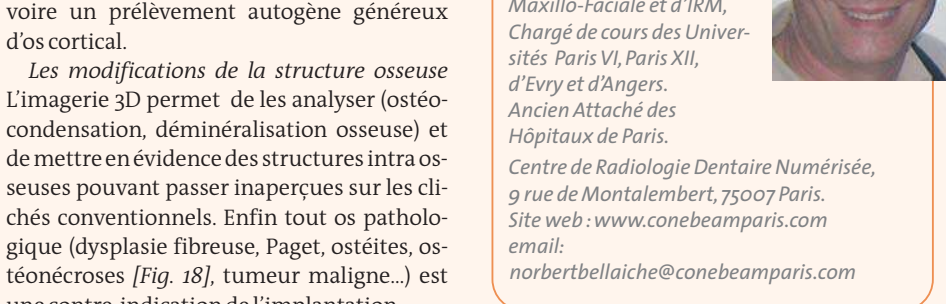 voire un prélèvement autogène généreux
d'os cortical.
Les modifications de la structure osseuse
L'imagerie 3D permet de les analyser (ostéo-
condensation, déminéralisation osseuse) et
de mettre en évidence des structures intra os-
seuses pouvant passer inaperçues sur les cli-
chés conventionnels. Enfin tout os patholo-
gique (dysplasie fibreuse, Paget, ostéites, os-
téonécroses [Fig. 18], tumeur maligne...) est
une contre-indication de l'implantation.
Maxillo-Faciale et d'IRM,
Chargé de cours des Univer-
sités Paris VI, Paris XII,
d'Evry et d'Angers.
Ancien Attaché des
Hôpitaux de Paris.
Centre de Radiologie Dentaire Numérisée,
9 rue de Montalembert, 75007 Paris.
Site web : www.conebeamparis.com
email:
norbertbellaiche@conebeamparis.com